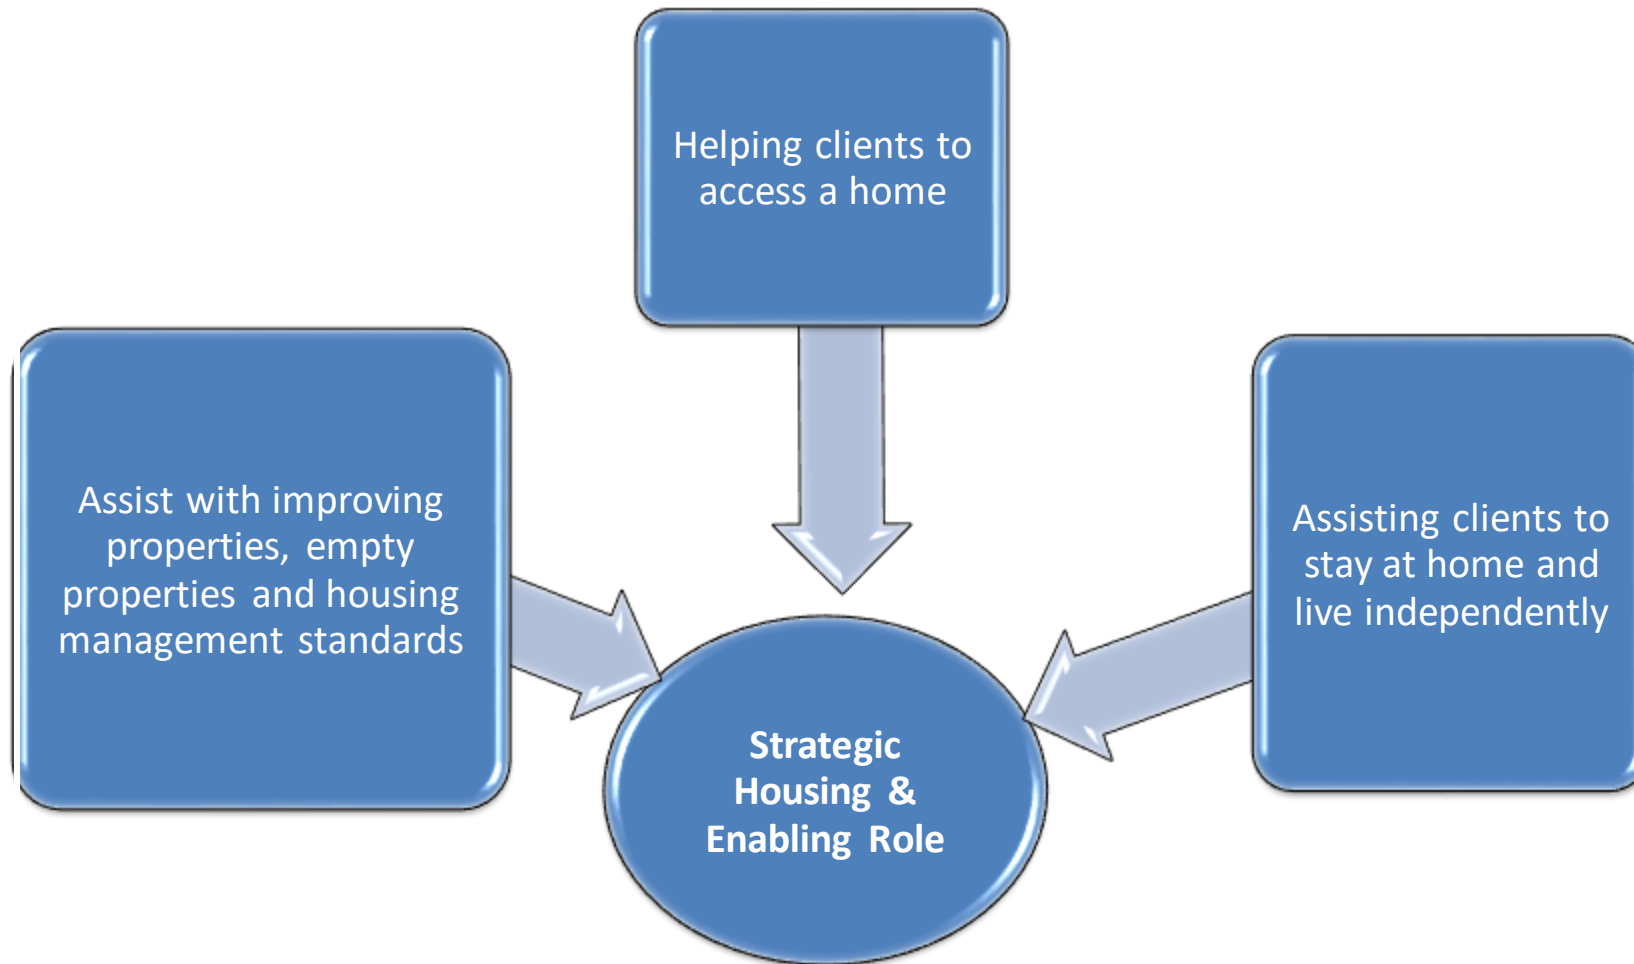 Helping clients to
access a home
Assist with improving
properties, empty
properties and housing
management standards
Assisting clients to
stay at home and
live independently
Strategic
Housing &
Enabling Role